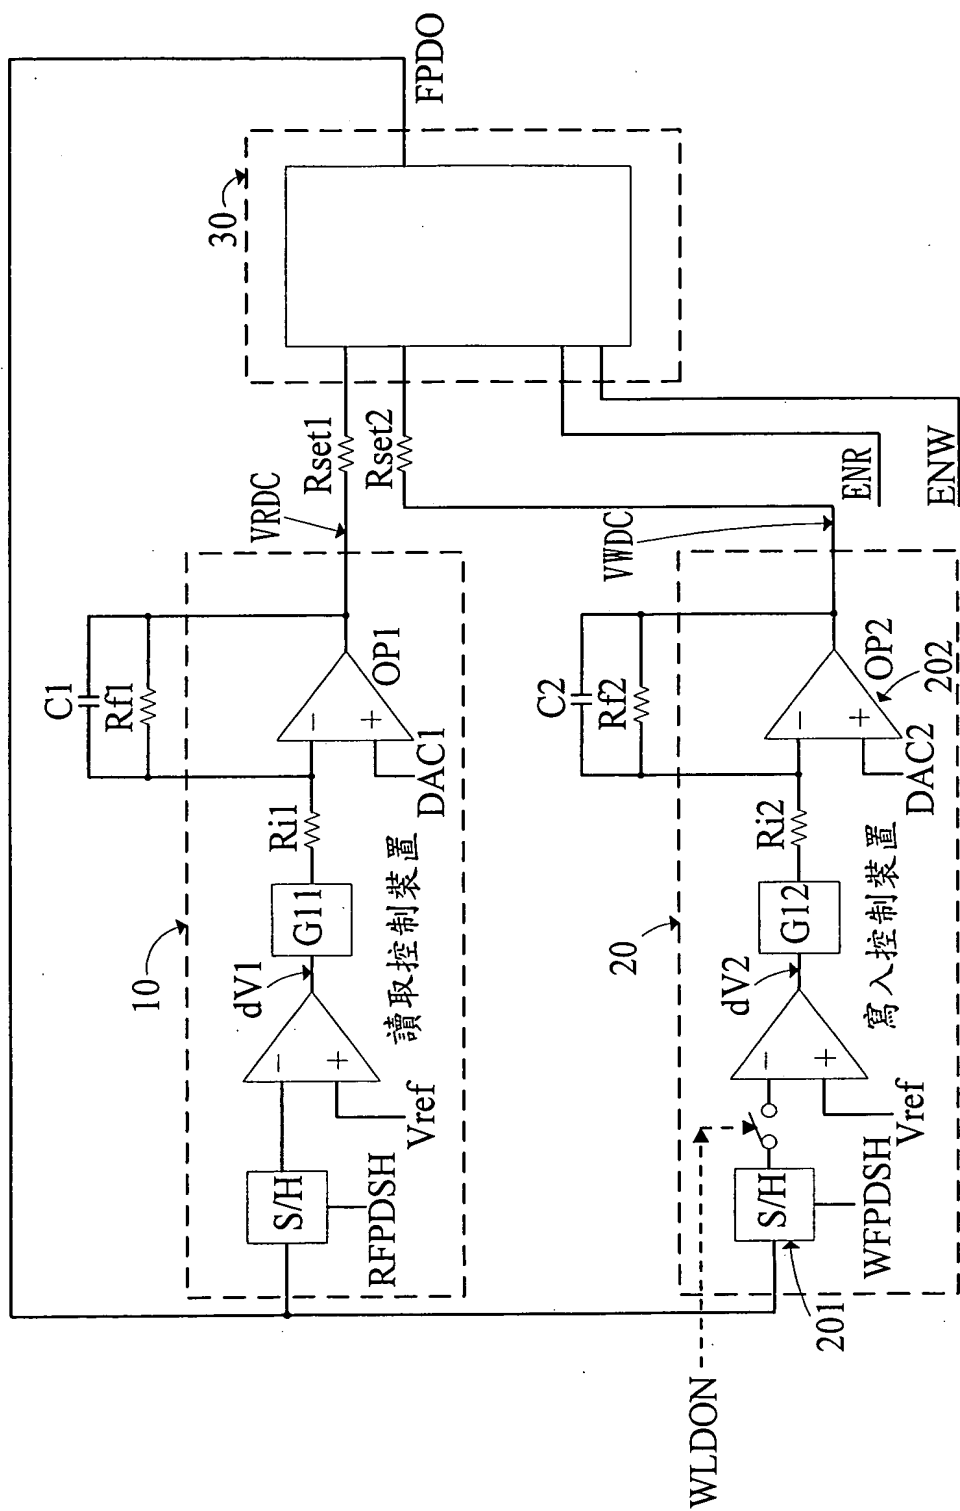 FPDO
30
Rset1
Rset2
VRDC
VWDC
ENR
ENW
C1
Rf1
OP1
DAC1
Ri1
G11
dV1
10
讀取控制裝置
Vref
S/H
RFPDSH
C2
Rf2
OP2
202
DAC2
Ri2
G12
dV2
20
寫入控制裝置
Vref
S/H
WFPDSH
201
WLDON